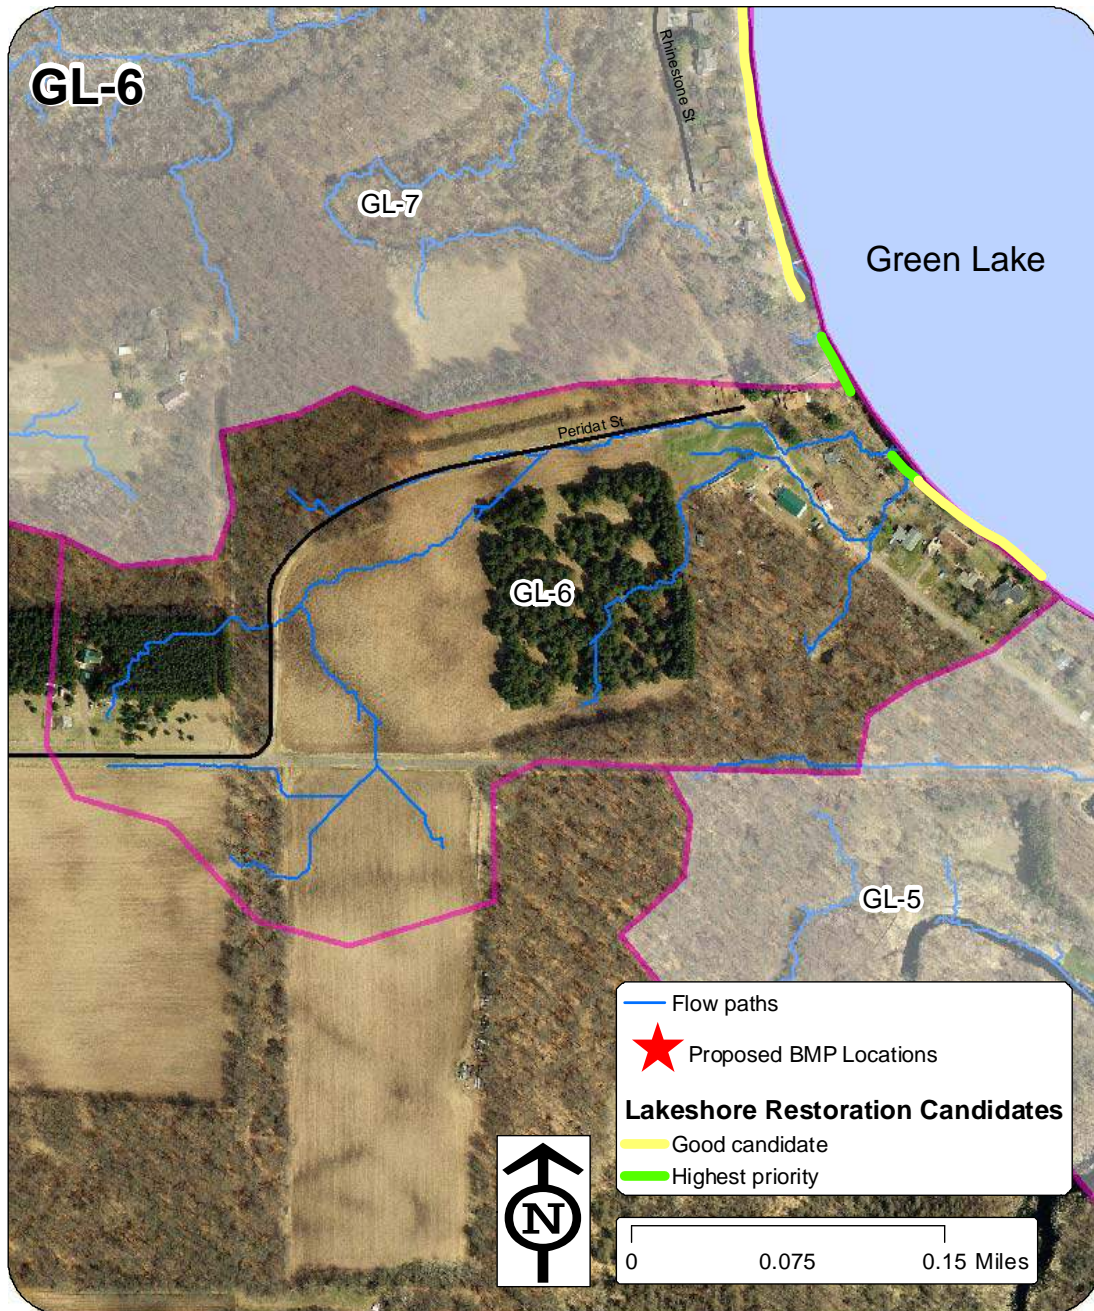 GL-6
Rhinestone St
GL-7
Green Lake
Peridat St
GL-6
GL-5
Flow paths
Proposed BMP Locations
Lakeshore Restoration Candidates
Good candidate
Highest priority
N
0 0.075 0.15 Miles